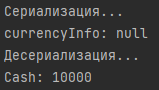 Сериализация...
currencyInfo: null
Десериализация...
Cash: 10000